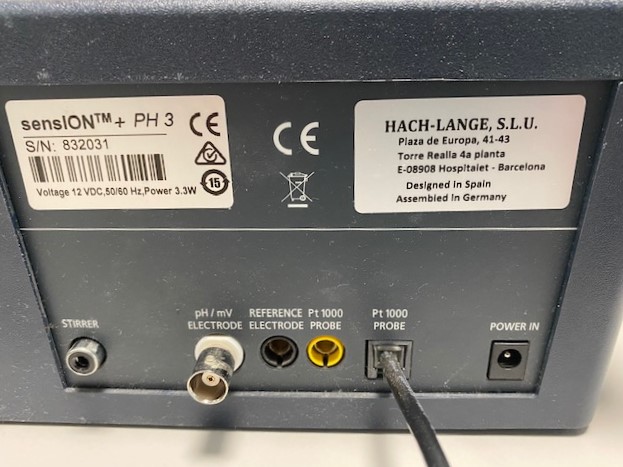 sensION™+ PH 3
S/N: 832031
Voltage 12 VDC,50/60 Hz,Power 3.3W
CE
15
CE
HACH-LANGE, S.L.U.
Plaza de Europa, 41-43
Torre Realia 4a planta
E-08908 Hospitalet - Barcelona
Designed in Spain
Assembled in Germany
STIRRER
pH / mV
ELECTRODE
REFERENCE
ELECTRODE
Pt 1000
PROBE
Pt 1000
PROBE
POWER IN